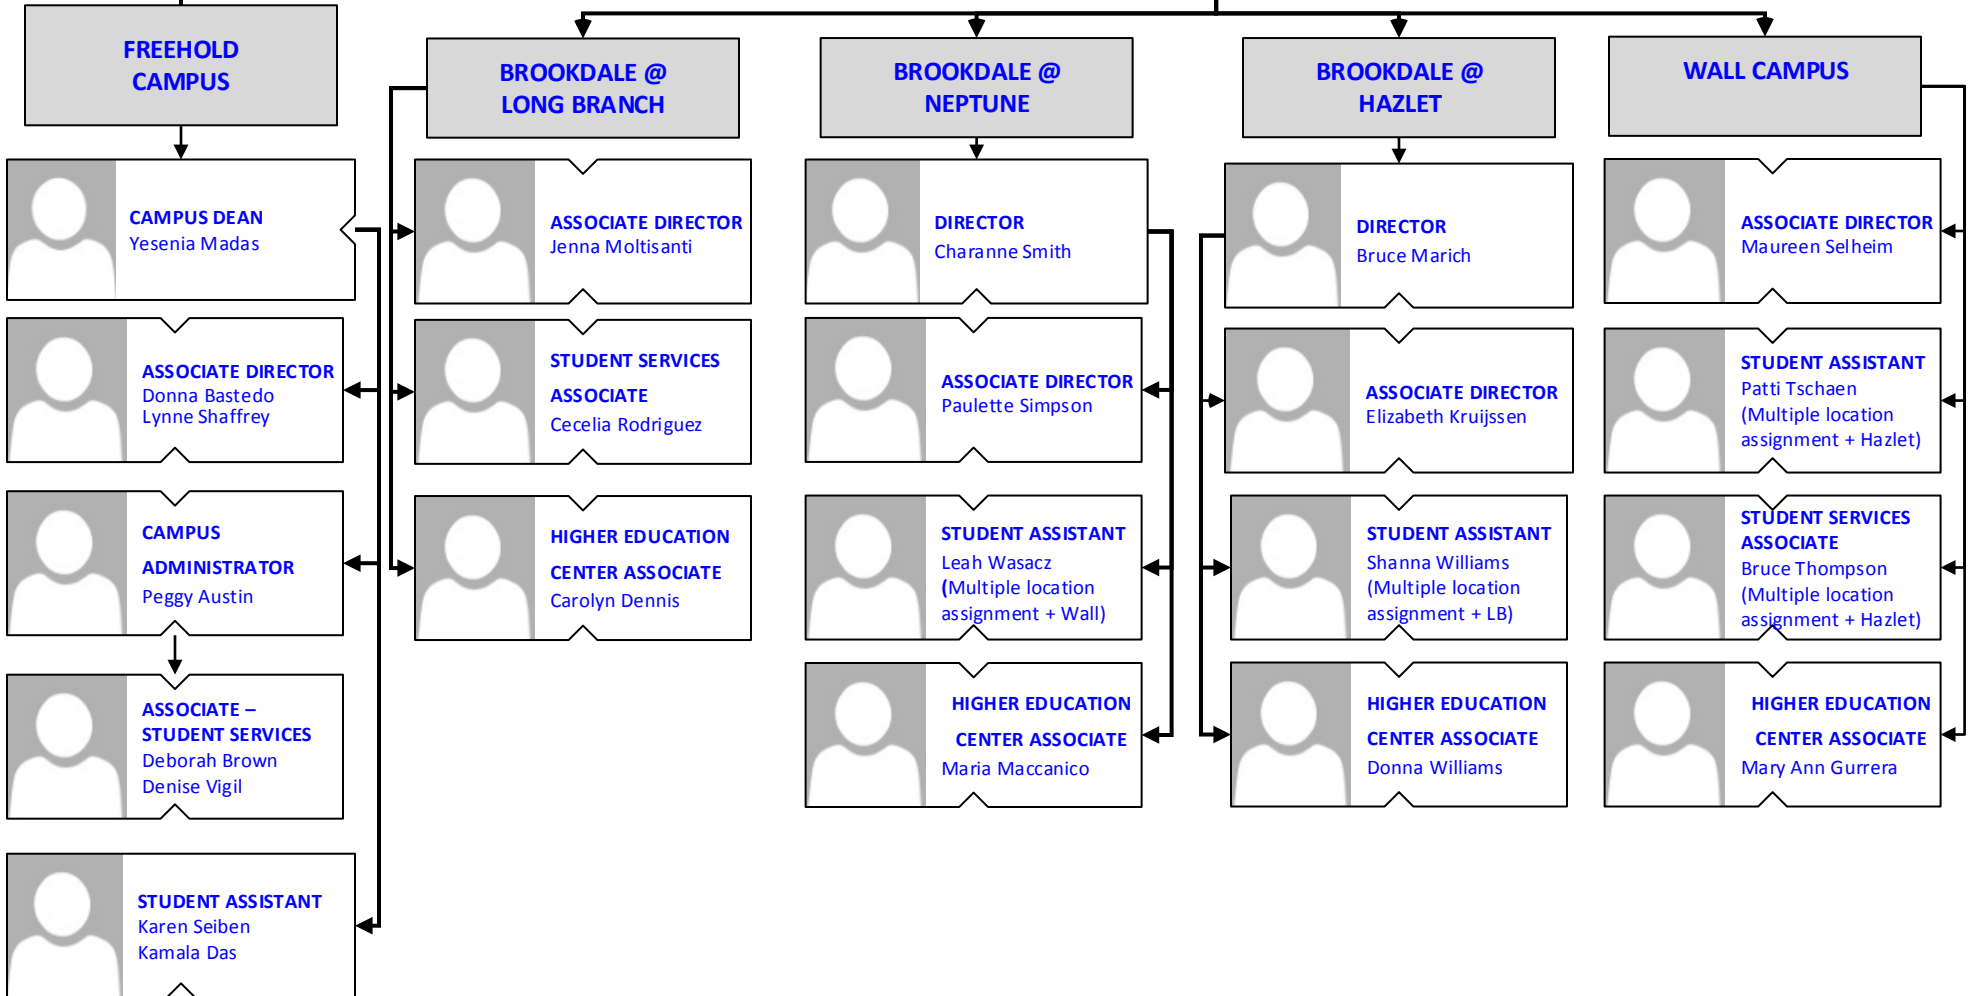 FREEHOLD
CAMPUS
CAMPUS DEAN
Yesenia Madas
ASSOCIATE DIRECTOR
Donna Bastedo
Lynne Shaffrey
CAMPUS
ADMINISTRATOR
Peggy Austin
ASSOCIATE –
STUDENT SERVICES
Deborah Brown
Denise Vigil
STUDENT ASSISTANT
Karen Seiben
Kamala Das
BROOKDALE @
LONG BRANCH
ASSOCIATE DIRECTOR
Jenna Moltisanti
STUDENT SERVICES
ASSOCIATE
Cecelia Rodriguez
HIGHER EDUCATION
CENTER ASSOCIATE
Carolyn Dennis
BROOKDALE @
NEPTUNE
DIRECTOR
Charanne Smith
ASSOCIATE DIRECTOR
Paulette Simpson
STUDENT ASSISTANT
Leah Wasacz
(Multiple location
assignment + Wall)
HIGHER EDUCATION
CENTER ASSOCIATE
Maria Maccanico
BROOKDALE @
HAZLET
DIRECTOR
Bruce Marich
ASSOCIATE DIRECTOR
Elizabeth Kruijssen
STUDENT ASSISTANT
Shanna Williams
(Multiple location
assignment + LB)
HIGHER EDUCATION
CENTER ASSOCIATE
Donna Williams
WALL CAMPUS
ASSOCIATE DIRECTOR
Maureen Selheim
STUDENT ASSISTANT
Patti Tschaen
(Multiple location
assignment + Hazlet)
STUDENT SERVICES
ASSOCIATE
Bruce Thompson
(Multiple location
assignment + Hazlet)
HIGHER EDUCATION
CENTER ASSOCIATE
Mary Ann Gurrera